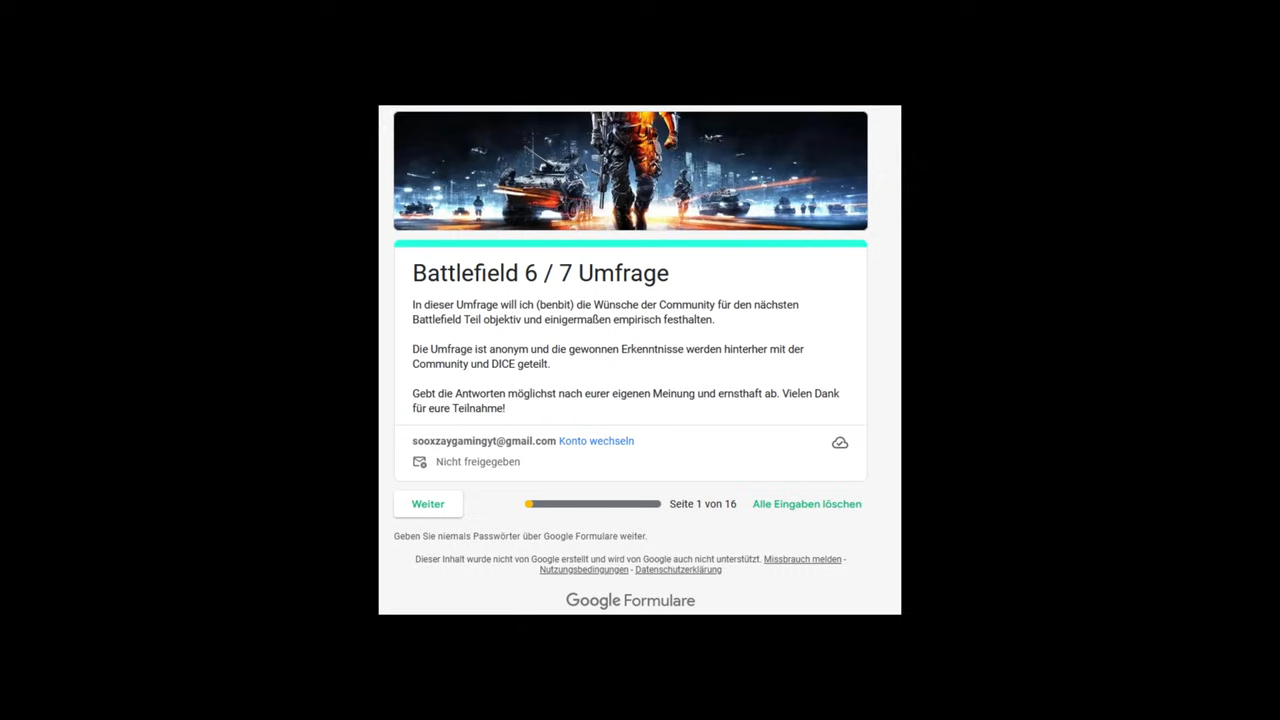 Battlefield 6 / 7 Umfrage
In dieser Umfrage will ich (benbit) die Wünsche der Community für den nächsten
Battlefield Teil objektiv und einigermaßen empirisch festhalten.
Die Umfrage ist anonym und die gewonnen Erkenntnisse werden hinterher mit der
Community und DICE geteilt.
Gebt die Antworten möglichst nach eurer eigenen Meinung und ernsthaft ab. Vielen Dank
für eure Teilnahme!
sooxzaygamingyt@gmail.com Konto wechseln
Nicht freigegeben
Weiter Seite 1 von 16 Alle Eingaben löschen
Geben Sie niemals Passwörter über Google Formulare weiter.
Dieser Inhalt wurde nicht von Google erstellt und wird von Google auch nicht unterstützt. Missbrauch melden -
Nutzungsbedingungen - Datenschutzerklärung
Google Formulare